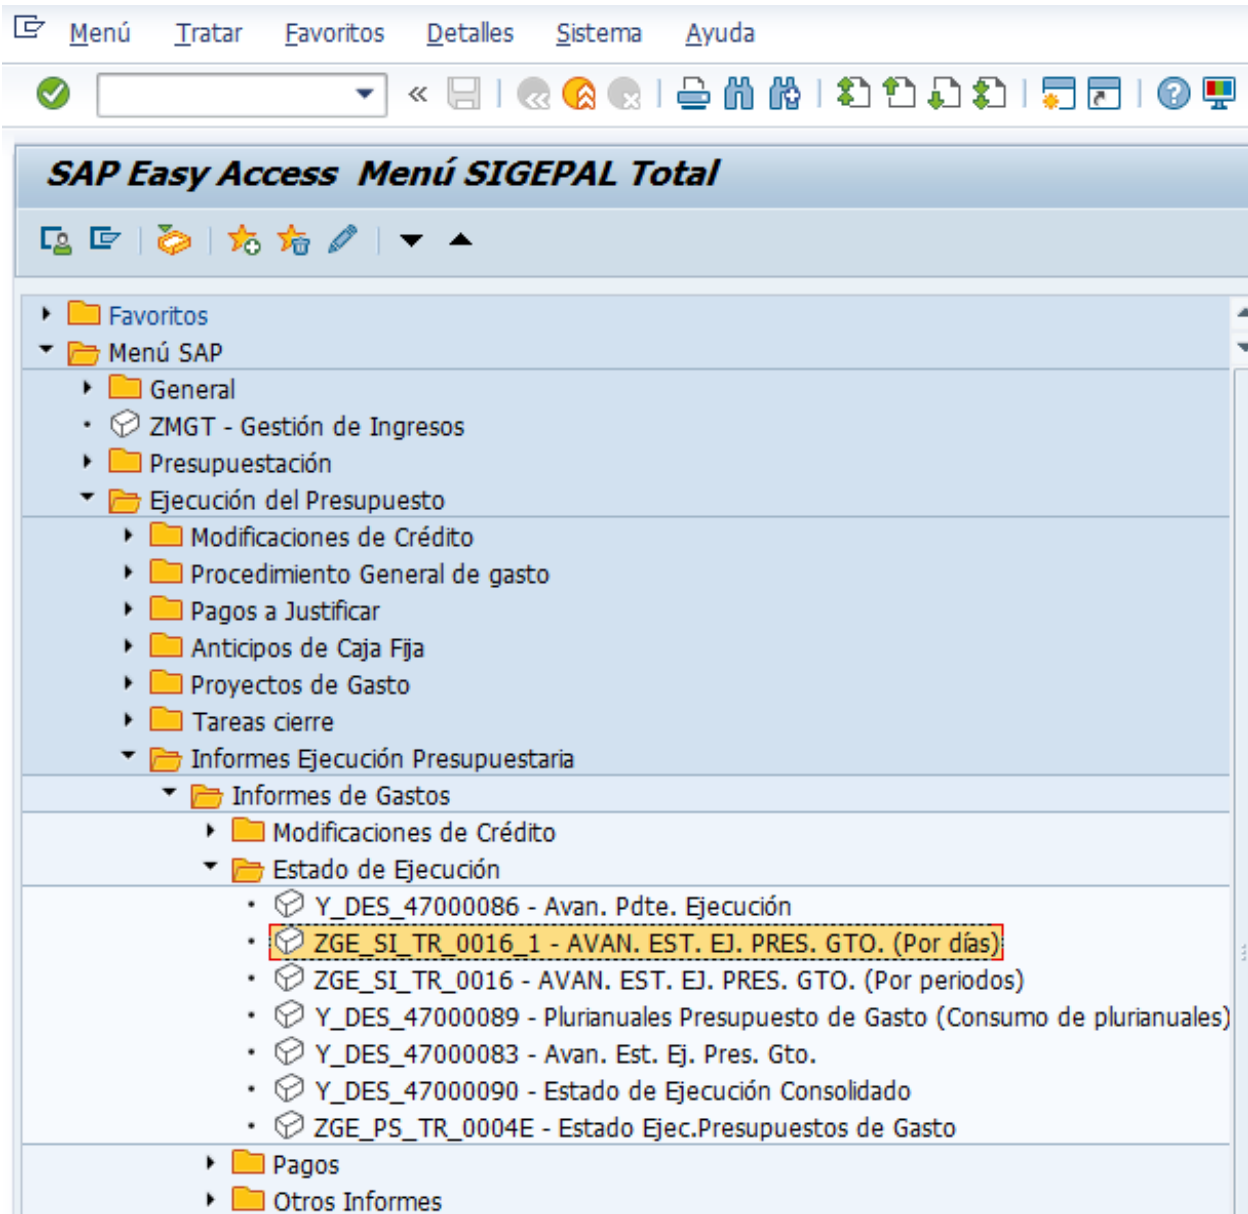 Menú Tratar Favoritos Detalles Sistema Ayuda
SAP Easy Access Menú SIGEPAL Total
Favoritos
Menú SAP
General
ZMGT - Gestión de Ingresos
Presupuestación
Ejecución del Presupuesto
Modificaciones de Crédito
Procedimiento General de gasto
Pagos a Justificar
Anticipos de Caja Fija
Proyectos de Gasto
Tareas cierre
Informes Ejecución Presupuestaria
Informes de Gastos
Modificaciones de Crédito
Estado de Ejecución
Y_DES_47000086 - Avan. Pdte. Ejecución
ZGE_SI_TR_0016_1 - AVAN. EST. EJ. PRES. GTO. (Por días)
ZGE_SI_TR_0016 - AVAN. EST. EJ. PRES. GTO. (Por periodos)
Y_DES_47000089 - Plurianuales Presupuesto de Gasto (Consumo de plurianuales)
Y_DES_47000083 - Avan. Est. Ej. Pres. Gto.
Y_DES_47000090 - Estado de Ejecución Consolidado
ZGE_PS_TR_0004E - Estado Ejec.Presupuestos de Gasto
Pagos
Otros Informes